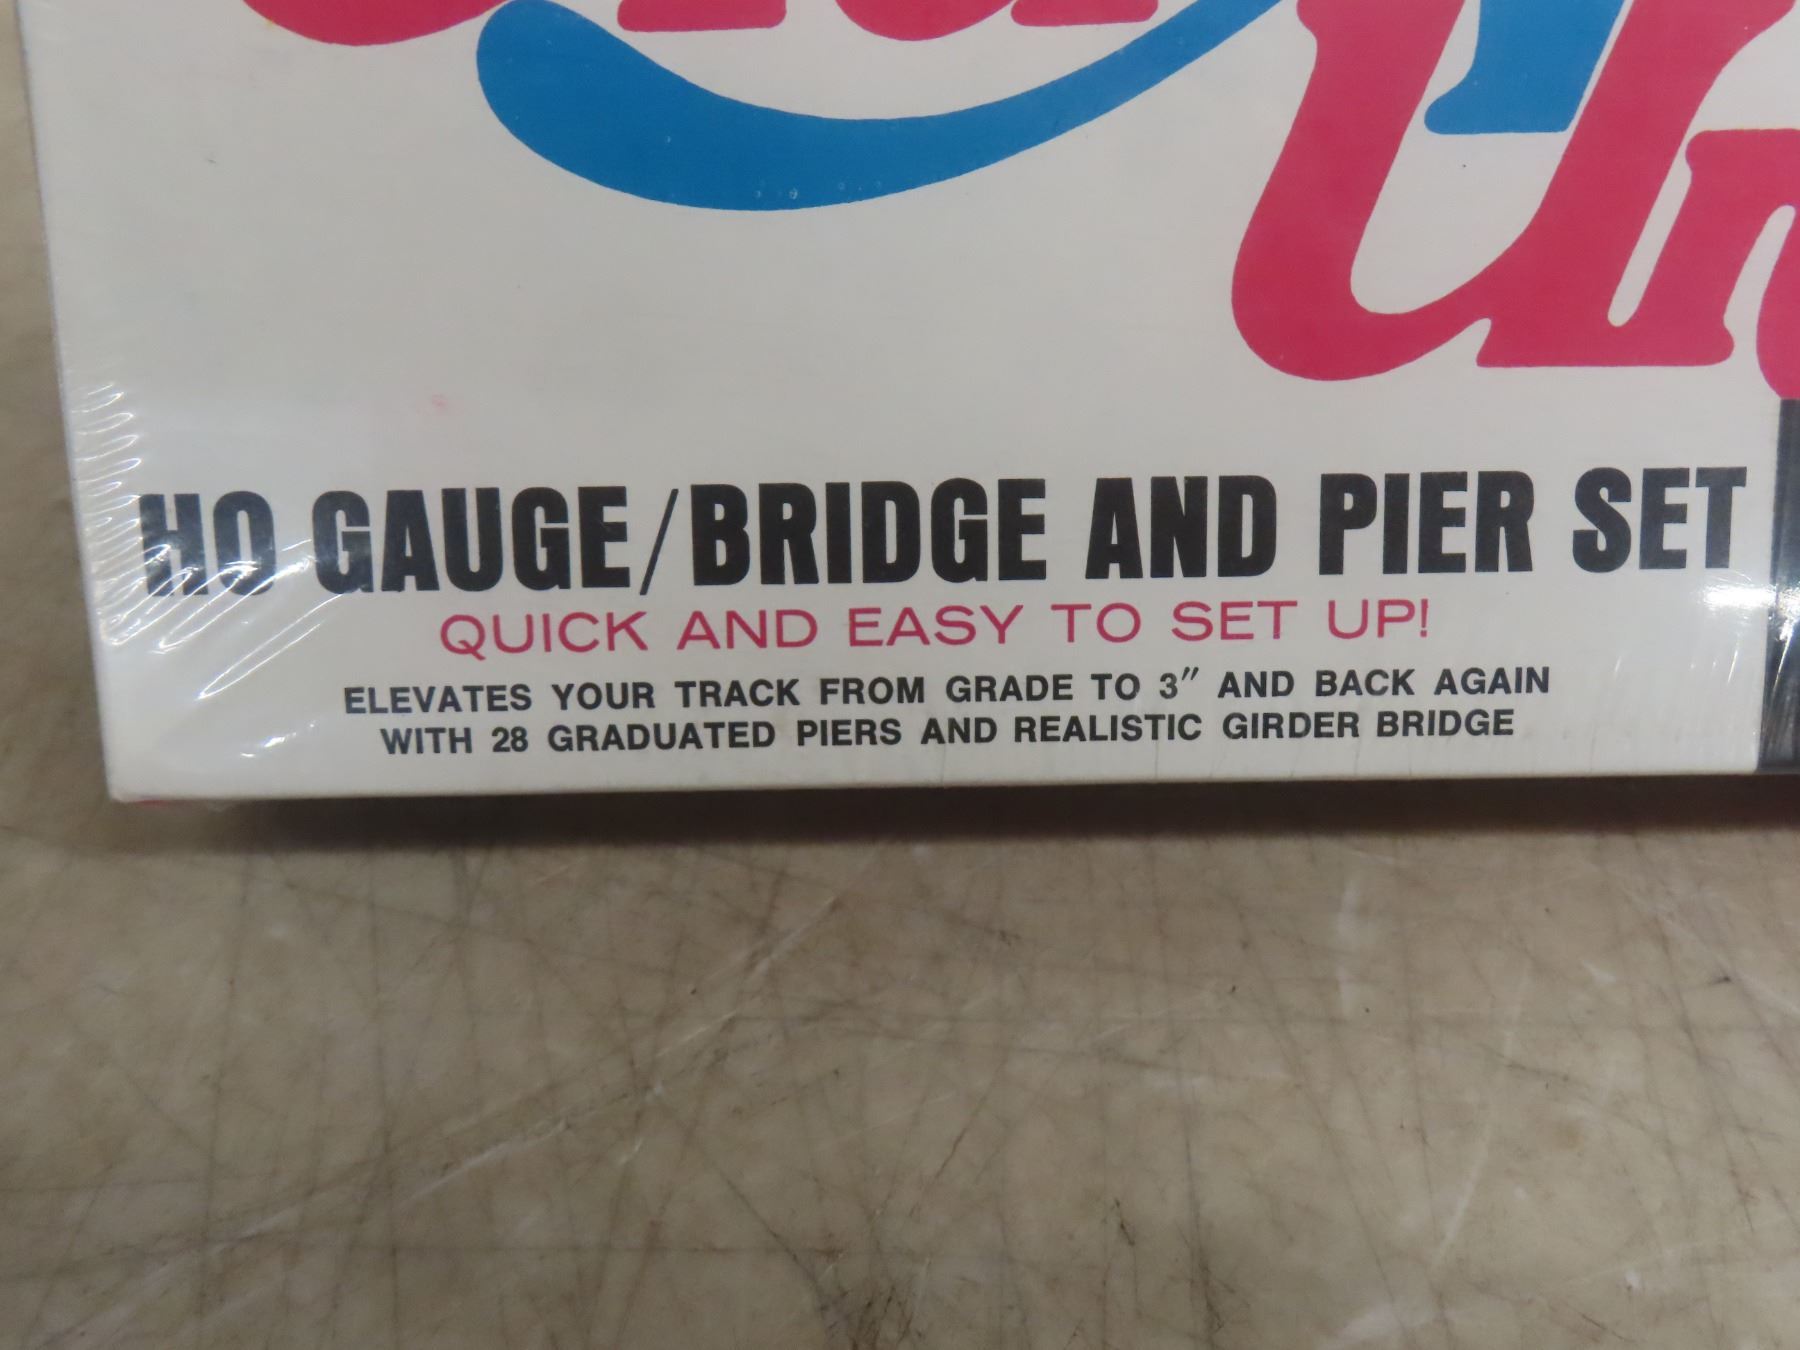 HO GAUGE/BRIDGE AND PIER SET
QUICK AND EASY TO SET UP!
ELEVATES YOUR TRACK FROM GRADE TO 3″ AND BACK AGAIN
WITH 28 GRADUATED PIERS AND REALISTIC GIRDER BRIDGE